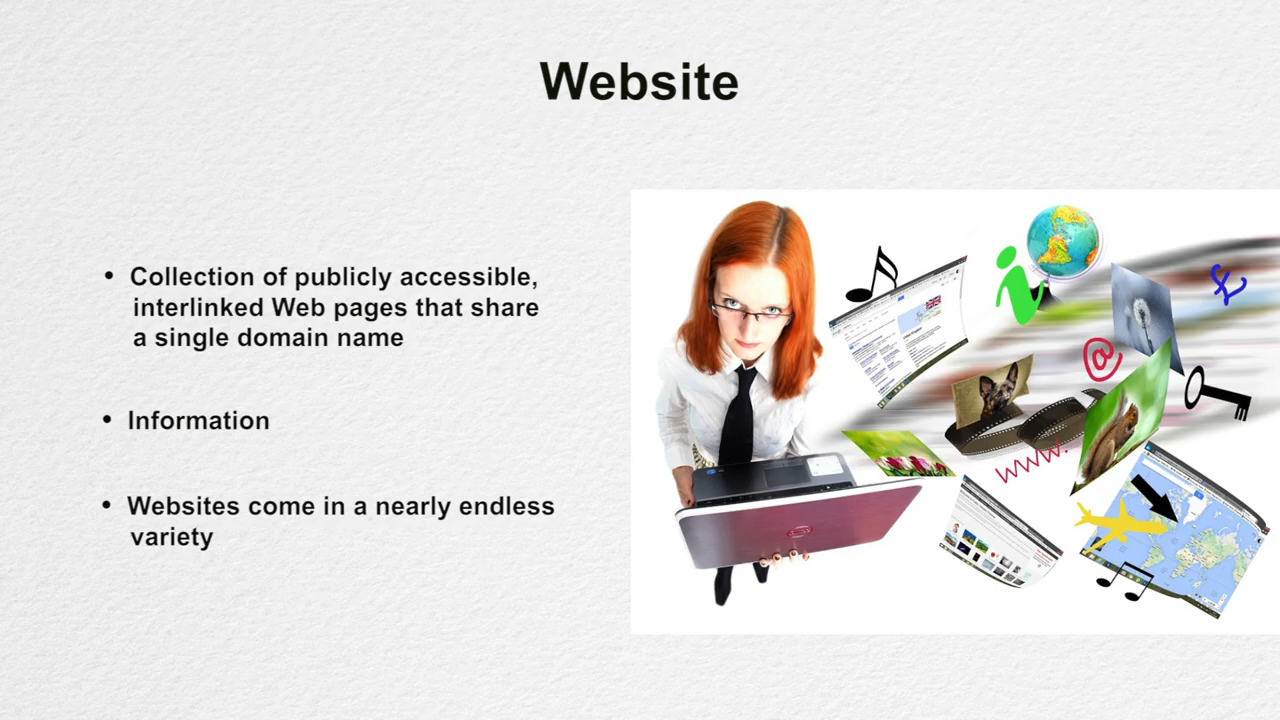 Website
• Collection of publicly accessible,
interlinked Web pages that share
a single domain name
• Information
• Websites come in a nearly endless
variety
@
www.
£